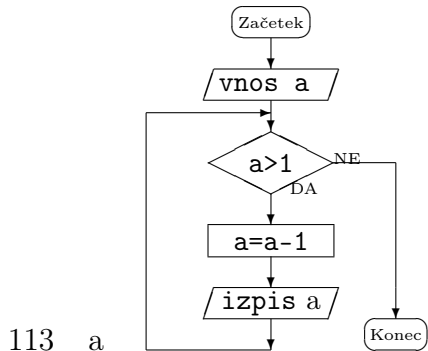 Začetek
vnos a
a>1
NE
DA
a=a-1
izpis a
113 a
Konec